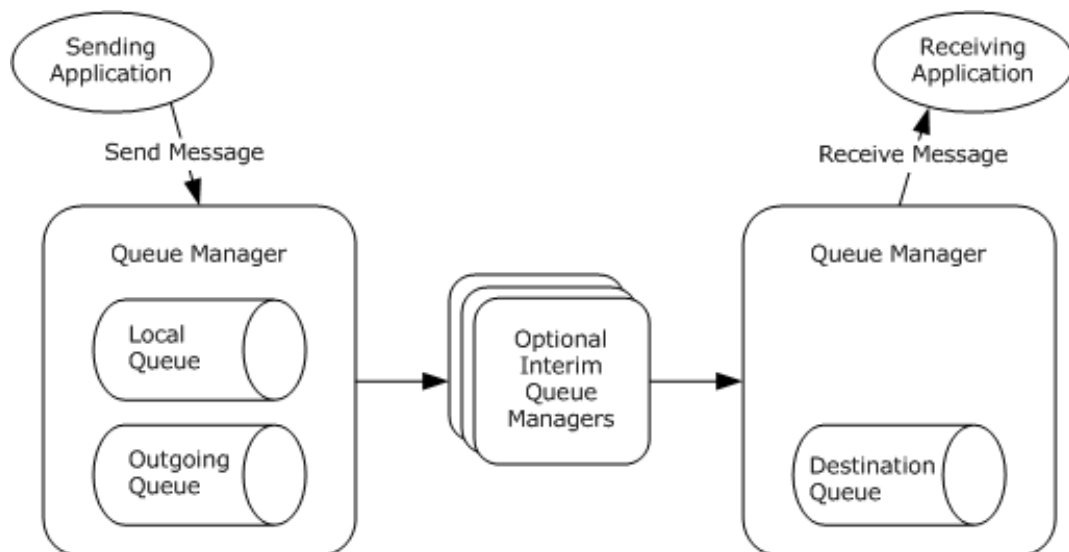 Sending
Application
Receiving
Application
Send Message
Receive Message
Queue Manager
Queue Manager
Local
Queue
Optional
Interim
Queue
Managers
Outgoing
Queue
Destination
Queue